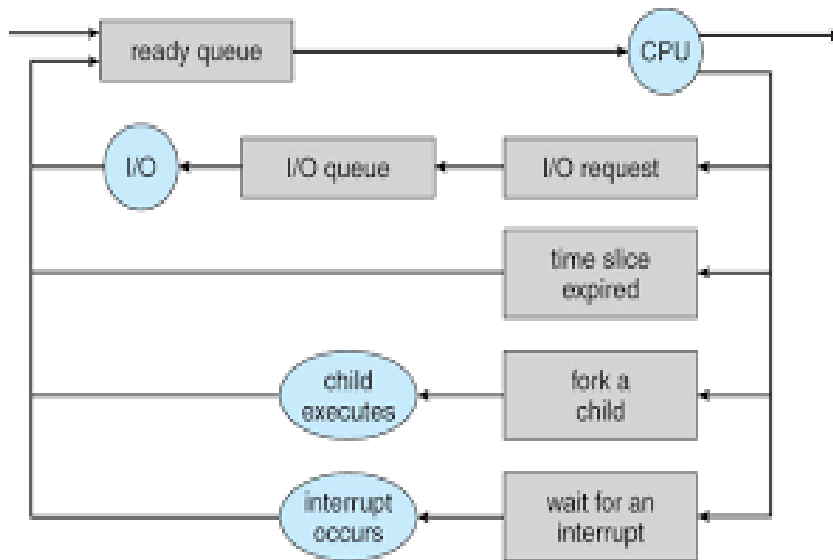 ready queue
CPU
I/O
I/O queue
I/O request
time slice
expired
child
executes
fork a
child
interrupt
occurs
wait for an
interrupt